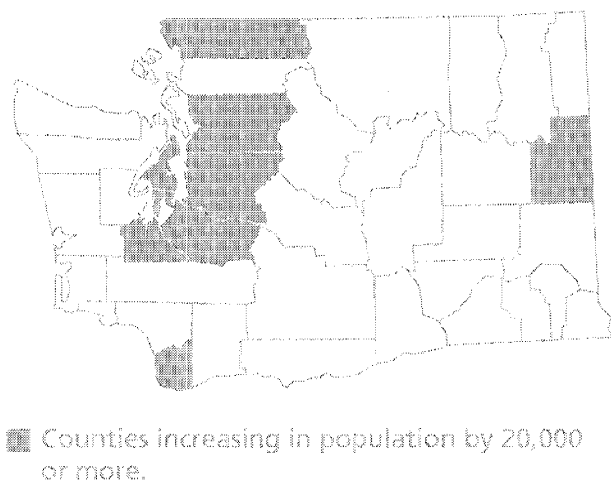 Counties increasing in population by 20,000
or more.